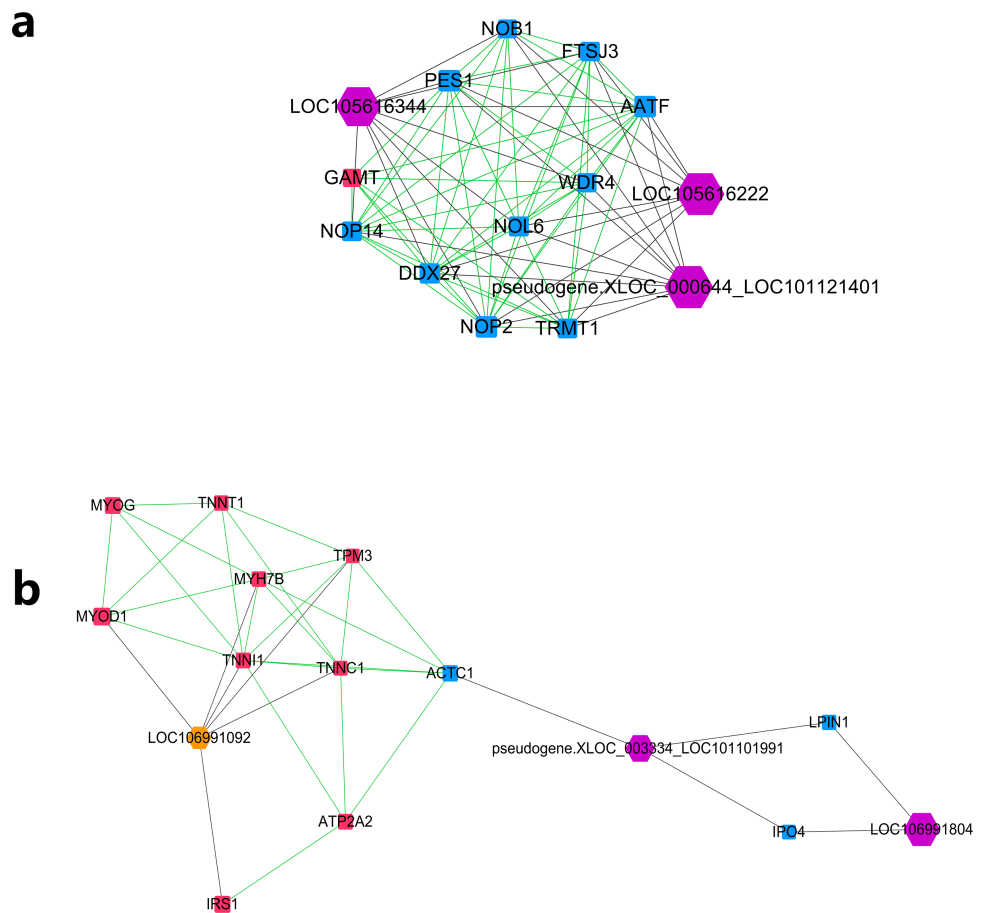 a
NOB1
FTSJ3
PES1
LOC105616344
AATF
GAMT
WDR4
LOC105616222
NOP14
NOL6
DDX27
pseudogene.XLOC_000644_LOC101121401
NOP2
TRMT1
b
MYOG
TNNT1
TPM3
MYH7B
MYOD1
TNNI1
TNNC1
ACTC1
LOC106991092
LPIN1
pseudogene.XLOC_003334_LOC101101991
ATP2A2
IPO4
LOC106991804
IRS1